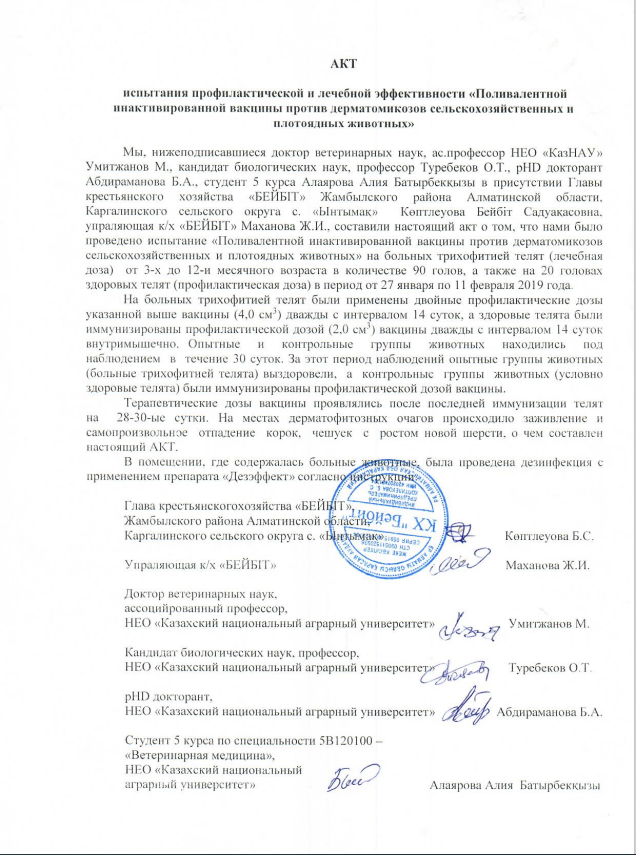 АКТ
испытания профилактической и лечебной эффективности «Поливалентной
инактивированной вакцины против дерматомикозов сельскохозяйственных и
плотоядных животных»
Мы, нижеподписавшиеся доктор ветеринарных наук, ас.профессор НЕО «КазНАУ»
Умитжанов М., кандидат биологических наук, профессор Туребеков О.Т., pHD докторант
Абдираманова Б.А., студент 5 курса Алаярова Алия Батырбекқызы в присутствии Главы
крестьянского хозяйства «БЕЙБІТ» Жамбылского района Алматинской области,
Каргалинского сельского округа с. «Ынтымак» Көптлеуова Бейбіт Садуакасовна,
упраляющая к/х «БЕЙБІТ» Маханова Ж.И., составили настоящий акт о том, что нами было
проведено испытание «Поливалентной инактивированной вакцины против дерматомикозов
сельскохозяйственных и плотоядных животных» на больных трихофитией телят (лечебная
доза) от 3-х до 12-и месячного возраста в количестве 90 голов, а также на 20 головах
здоровых телят (профилактическая доза) в период от 27 января по 11 февраля 2019 года.
На больных трихофитией телят были применены двойные профилактические дозы
указанной выше вакцины (4,0 см³) дважды с интервалом 14 суток, а здоровые телята были
иммунизированы профилактической дозой (2,0 см³) вакцины дважды с интервалом 14 суток
внутримышечно. Опытные и контрольные группы животных находились под
наблюдением в течение 30 суток. За этот период наблюдений опытные группы животных
(больные трихофитией телята) выздоровели, а контрольные группы животных (условно
здоровые телята) были иммунизированы профилактической дозой вакцины.
Терапевтические дозы вакцины проявлялись после последней иммунизации телят
на 28-30-ые сутки. На местах дерматофитозных очагов происходило заживление и
самопроизвольное отпадение корок, чешуек с ростом новой шерсти, о чем составлен
настоящий АКТ.
В помещении, где содержалась больные животные, была проведена дезинфекция с
применением препарата «Дезэффект» согласно инструкции.
Глава крестьянскогохозяйства «БЕЙБІТ»,
Жамбылского района Алматинской области,
Каргалинского сельского округа с. «Ынтымак» Көптлеуова Б.С.
КХ "Бейбит"
Упраляющая к/х «БЕЙБІТ» Маханова Ж.И.
Доктор ветеринарных наук,
ассоцийрованный профессор,
НЕО «Казахский национальный аграрный университет» Умитжанов М.
Кандидат биологических наук, профессор,
НЕО «Казахский национальный аграрный университет» Туребеков О.Т.
pHD докторант,
НЕО «Казахский национальный аграрный университет» Абдираманова Б.А.
Студент 5 курса по специальности 5В120100 –
«Ветеринарная медицина»,
НЕО «Казахский национальный
аграрный университет» Алаярова Алия Батырбекқызы